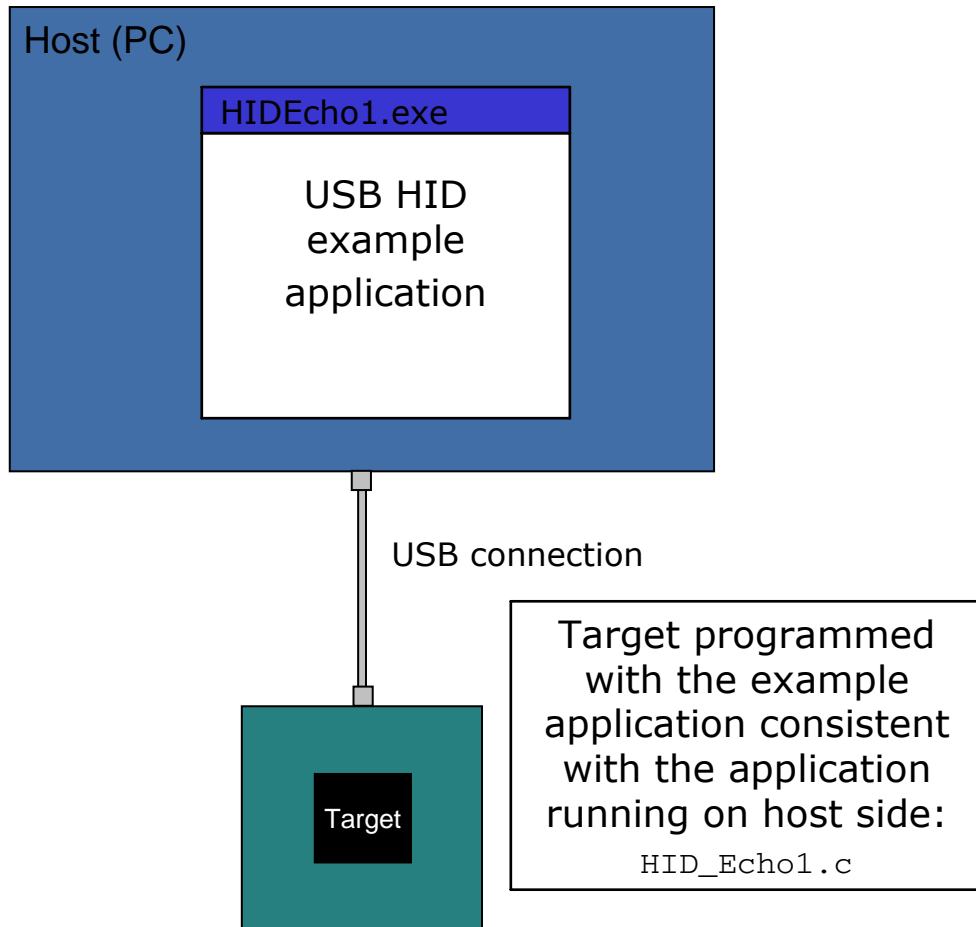 Host (PC)
HIDEcho1.exe
USB HID
example
application
USB connection
Target programmed
with the example
application consistent
with the application
running on host side:
HID_Echo1.c
Target